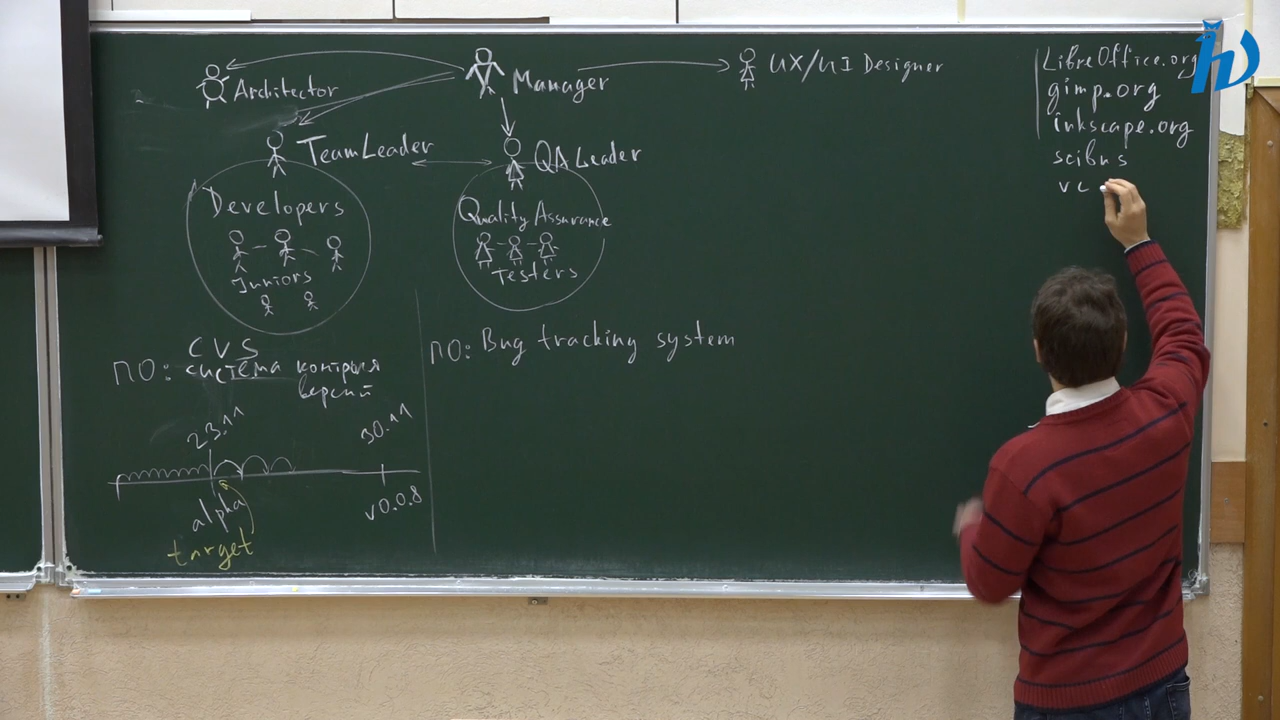 Architector
Manager
UX/UI Designer
TeamLeader
QA Leader
Developers
Juniors
Quality Assurance
Testers
LibreOffice.org
gimp.org
inkscape.org
scibus
vc
ПО: CVS
система контроля
версий
ПО: Bug tracking system
23.11
30.11
alpha
v0.0.8
target